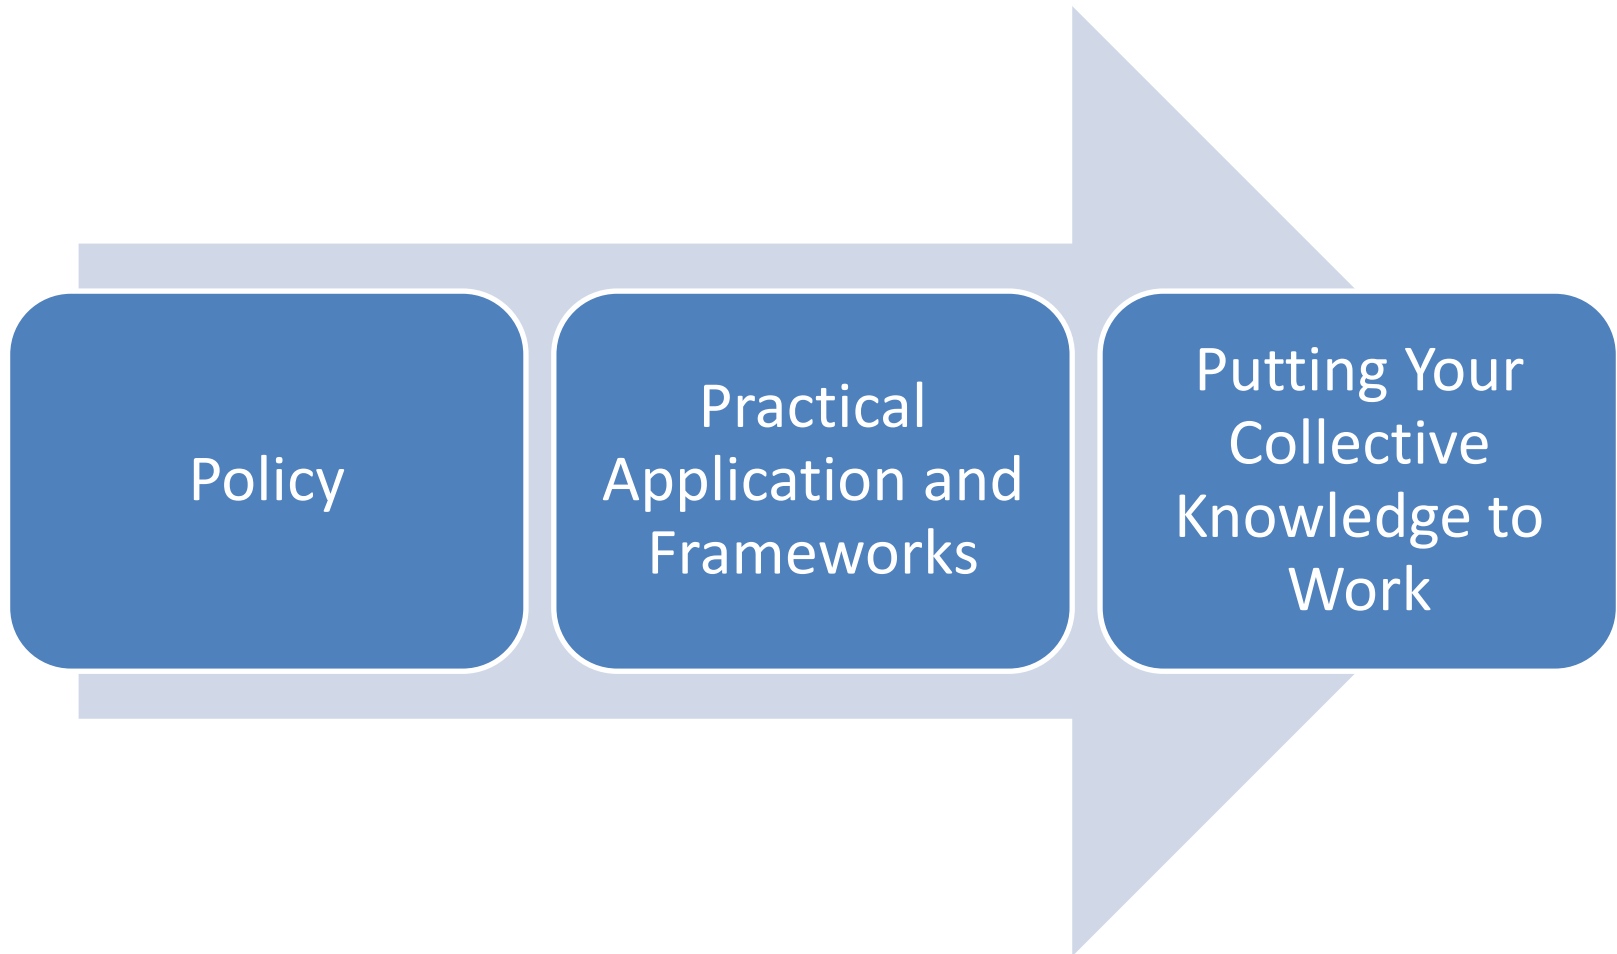 Policy
Practical
Application and
Frameworks
Putting Your
Collective
Knowledge to
Work